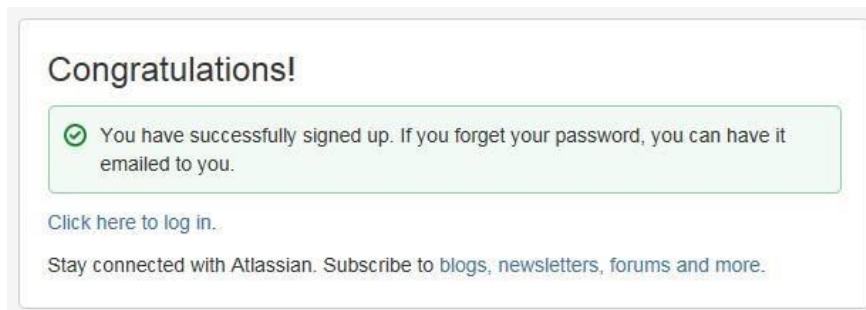 Congratulations!
You have successfully signed up. If you forget your password, you can have it
emailed to you.
Click here to log in.
Stay connected with Atlassian. Subscribe to blogs, newsletters, forums and more.